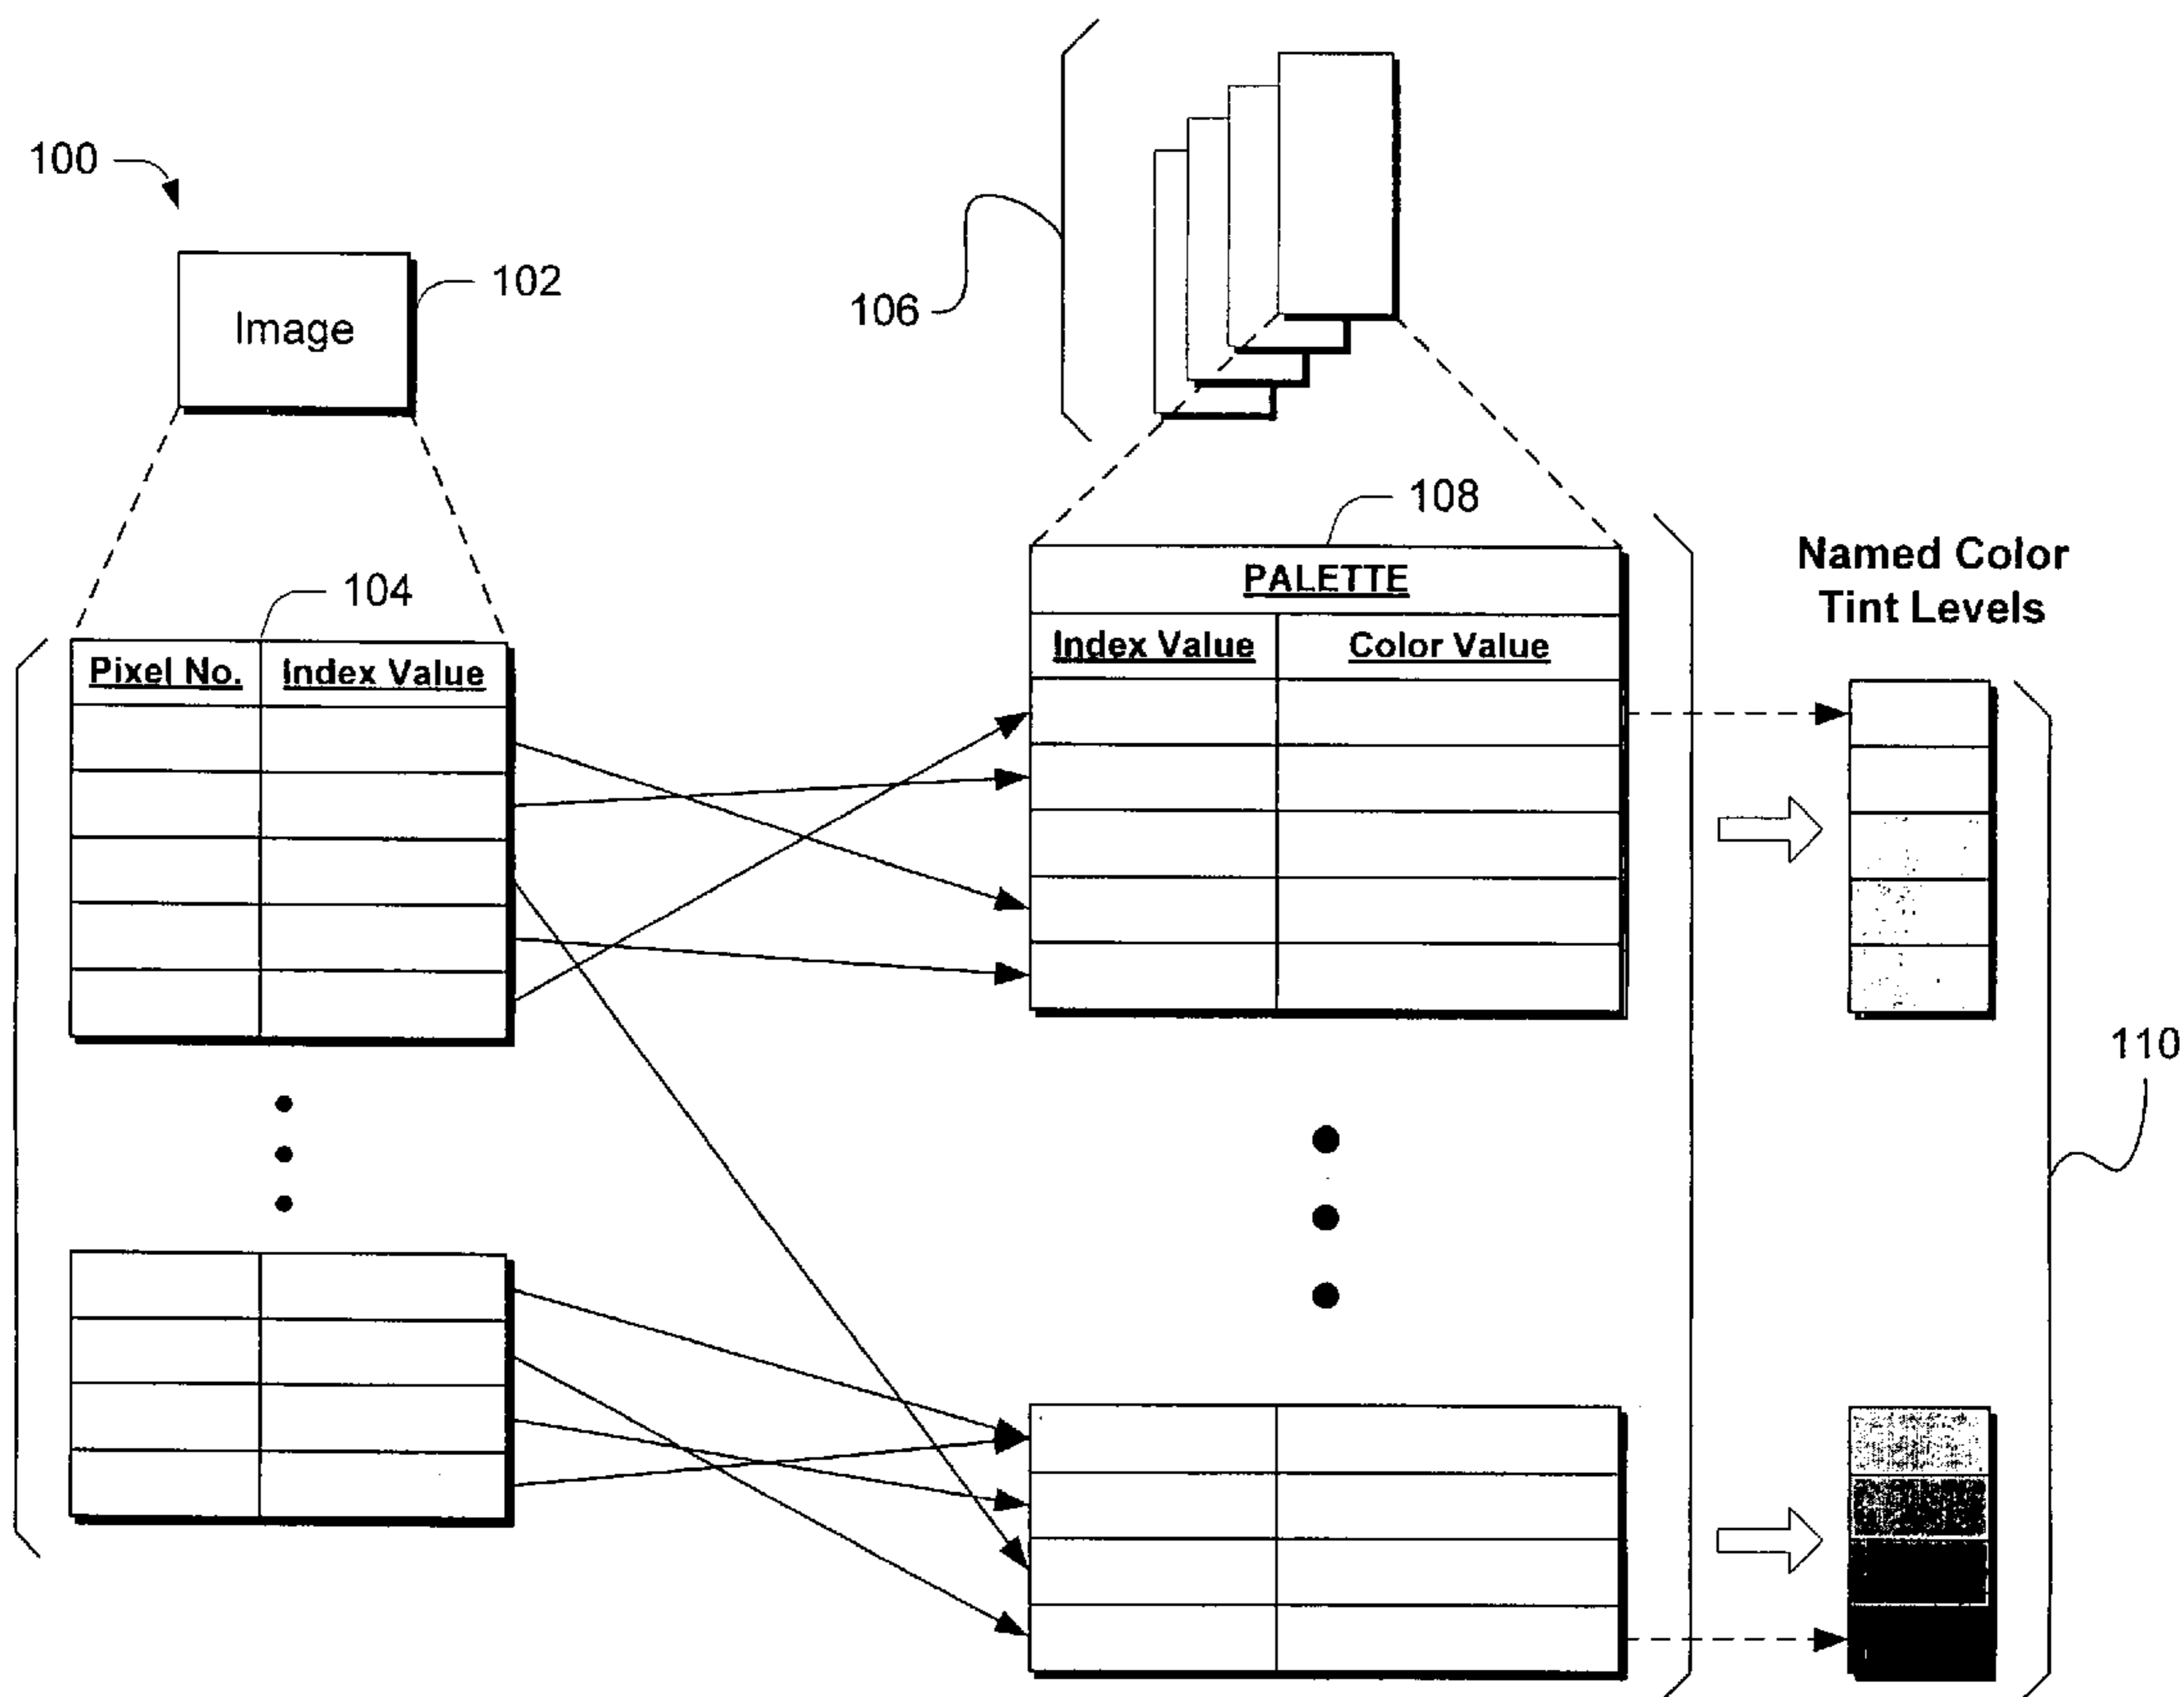 100
102
Image
106
108
104
Named Color
Tint Levels
PALETTE
Pixel No. Index Value
Index Value Color Value
110